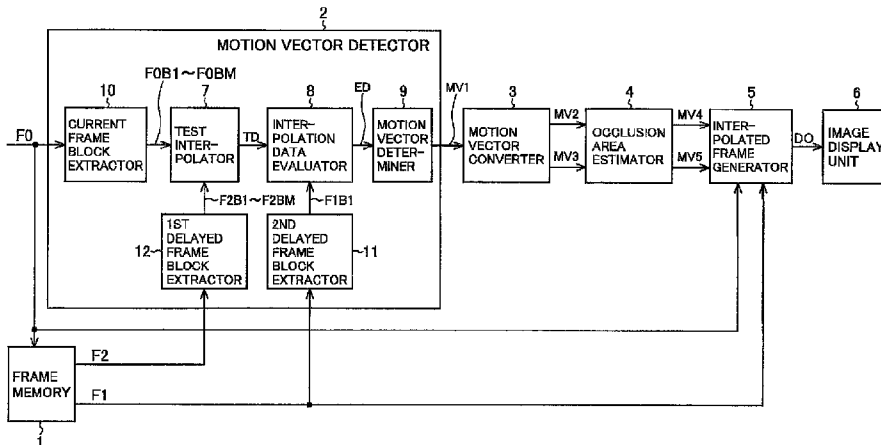 2
MOTION VECTOR DETECTOR
F0
10
CURRENT
FRAME
BLOCK
EXTRACTOR
F0B1~F0BM
7
TEST
INTER-
POLATOR
TD
8
INTER-
POLATION
DATA
EVALUATOR
ED
9
MOTION
VECTOR
DETER-
MINER
MV1
3
MOTION
VECTOR
CONVERTER
MV2
MV3
4
OCCLUSION
AREA
ESTIMATOR
MV4
MV5
5
INTER-
POLATED
FRAME
GENERATOR
DO
6
IMAGE
DISPLAY
UNIT
F2B1~F2BM
F1B1
12
1ST
DELAYED
FRAME
BLOCK
EXTRACTOR
2ND
DELAYED
FRAME
BLOCK
EXTRACTOR
11
FRAME
MEMORY
1
F2
F1